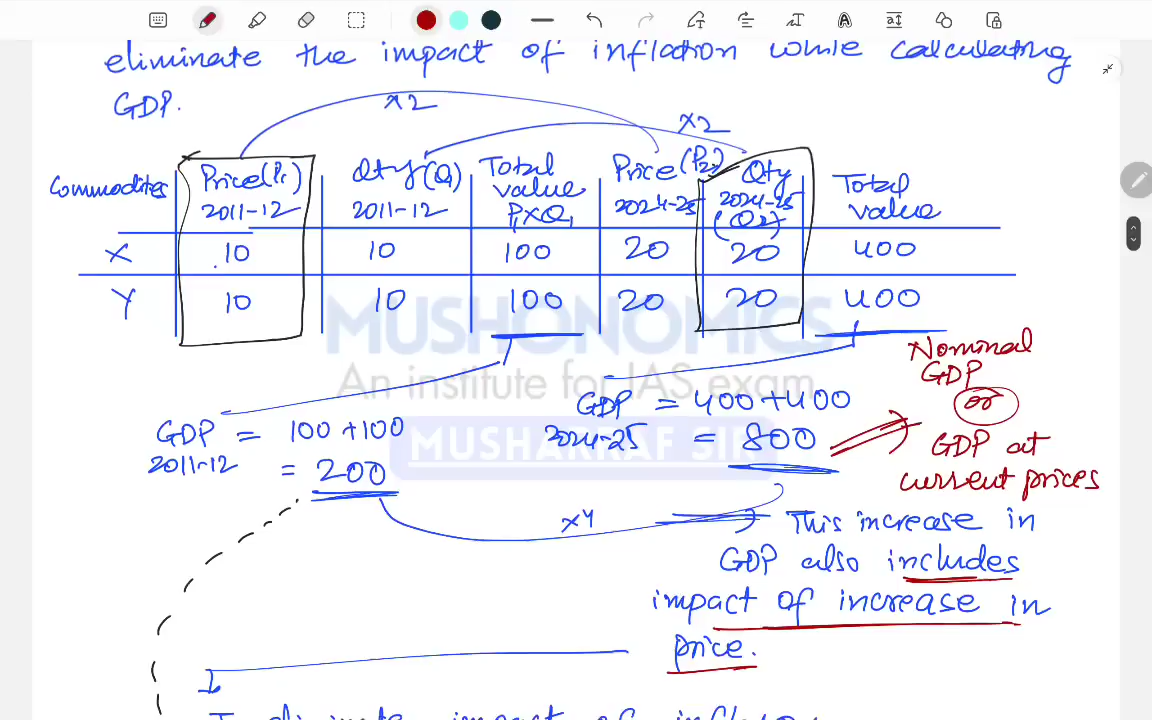 eliminate the impact of inflation while calculating
GDP.
x2
x2
Commodities Price(P1) 2011-12 Qty(Q1) 2011-12 Total value P1xQ1 Price(P2) 2024-25 Qty 2024-25 (Q2) Total value
X 10 10 100 20 20 400
Y 10 10 100 20 20 400
MUSHONOMICS
An institute for IAS exam
MUSHARRAF SIR
GDP 2011-12 = 100 +100
= 200
GDP 2024-25 = 400+400
= 800
Nominal
GDP
or
GDP at
current prices
x4
This increase in
GDP also includes
impact of increase in
price.
impact of